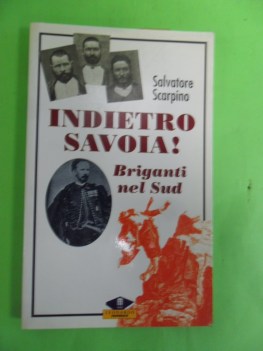 Salvatore
Scarpino
INDIETRO
SAVOIA!
Briganti
nel Sud